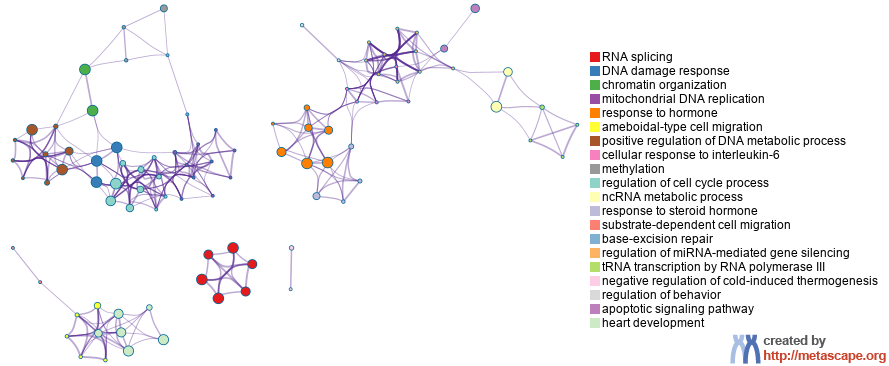 RNA splicing
DNA damage response
chromatin organization
mitochondrial DNA replication
response to hormone
ameboidal-type cell migration
positive regulation of DNA metabolic process
cellular response to interleukin-6
methylation
regulation of cell cycle process
ncRNA metabolic process
response to steroid hormone
substrate-dependent cell migration
base-excision repair
regulation of miRNA-mediated gene silencing
tRNA transcription by RNA polymerase III
negative regulation of cold-induced thermogenesis
regulation of behavior
apoptotic signaling pathway
heart development
created by
http://metascape.org